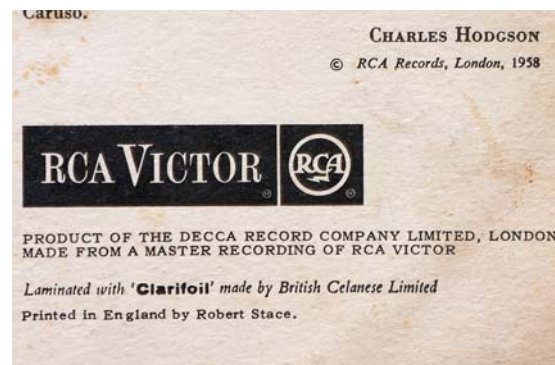 Caruso.
CHARLES HODGSON
© RCA Records, London, 1958
RCA VICTOR
RCA
® ®
PRODUCT OF THE DECCA RECORD COMPANY LIMITED, LONDON
MADE FROM A MASTER RECORDING OF RCA VICTOR
Laminated with 'Clarifoil' made by British Celanese Limited
Printed in England by Robert Stace.